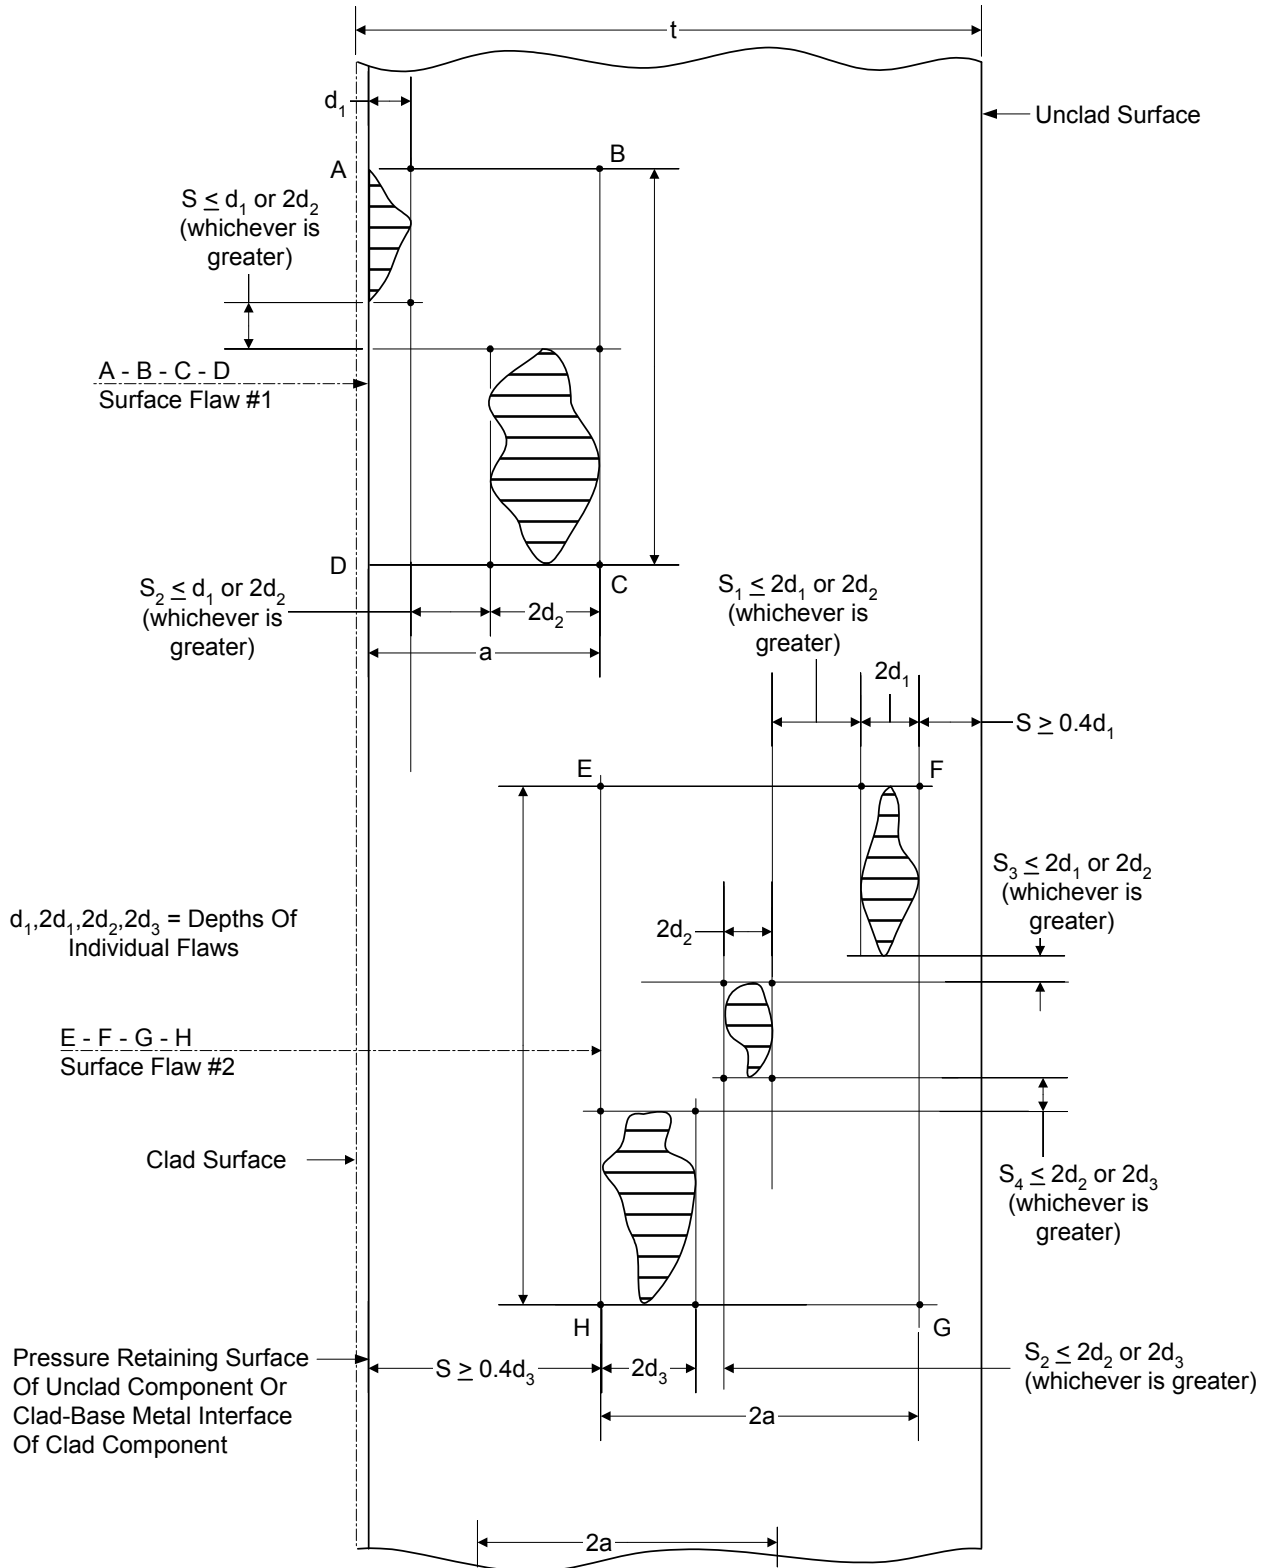 t
d₁
Unclad Surface
A
B
S ≤ d₁ or 2d₂
(whichever is
greater)
A - B - C - D
Surface Flaw #1
D
C
S₂ ≤ d₁ or 2d₂
(whichever is
greater)
2d₂
a
S₁ ≤ 2d₁ or 2d₂
(whichever is
greater)
2d₁
S ≥ 0.4d₁
E
F
S₃ ≤ 2d₁ or 2d₂
(whichever is
greater)
d₁,2d₁,2d₂,2d₃ = Depths Of
Individual Flaws
2d₂
E - F - G - H
Surface Flaw #2
Clad Surface
S₄ ≤ 2d₂ or 2d₃
(whichever is
greater)
H
G
Pressure Retaining Surface
Of Unclad Component Or
Clad-Base Metal Interface
Of Clad Component
S ≥ 0.4d₃
2d₃
S₂ ≤ 2d₂ or 2d₃
(whichever is greater)
2a
2a